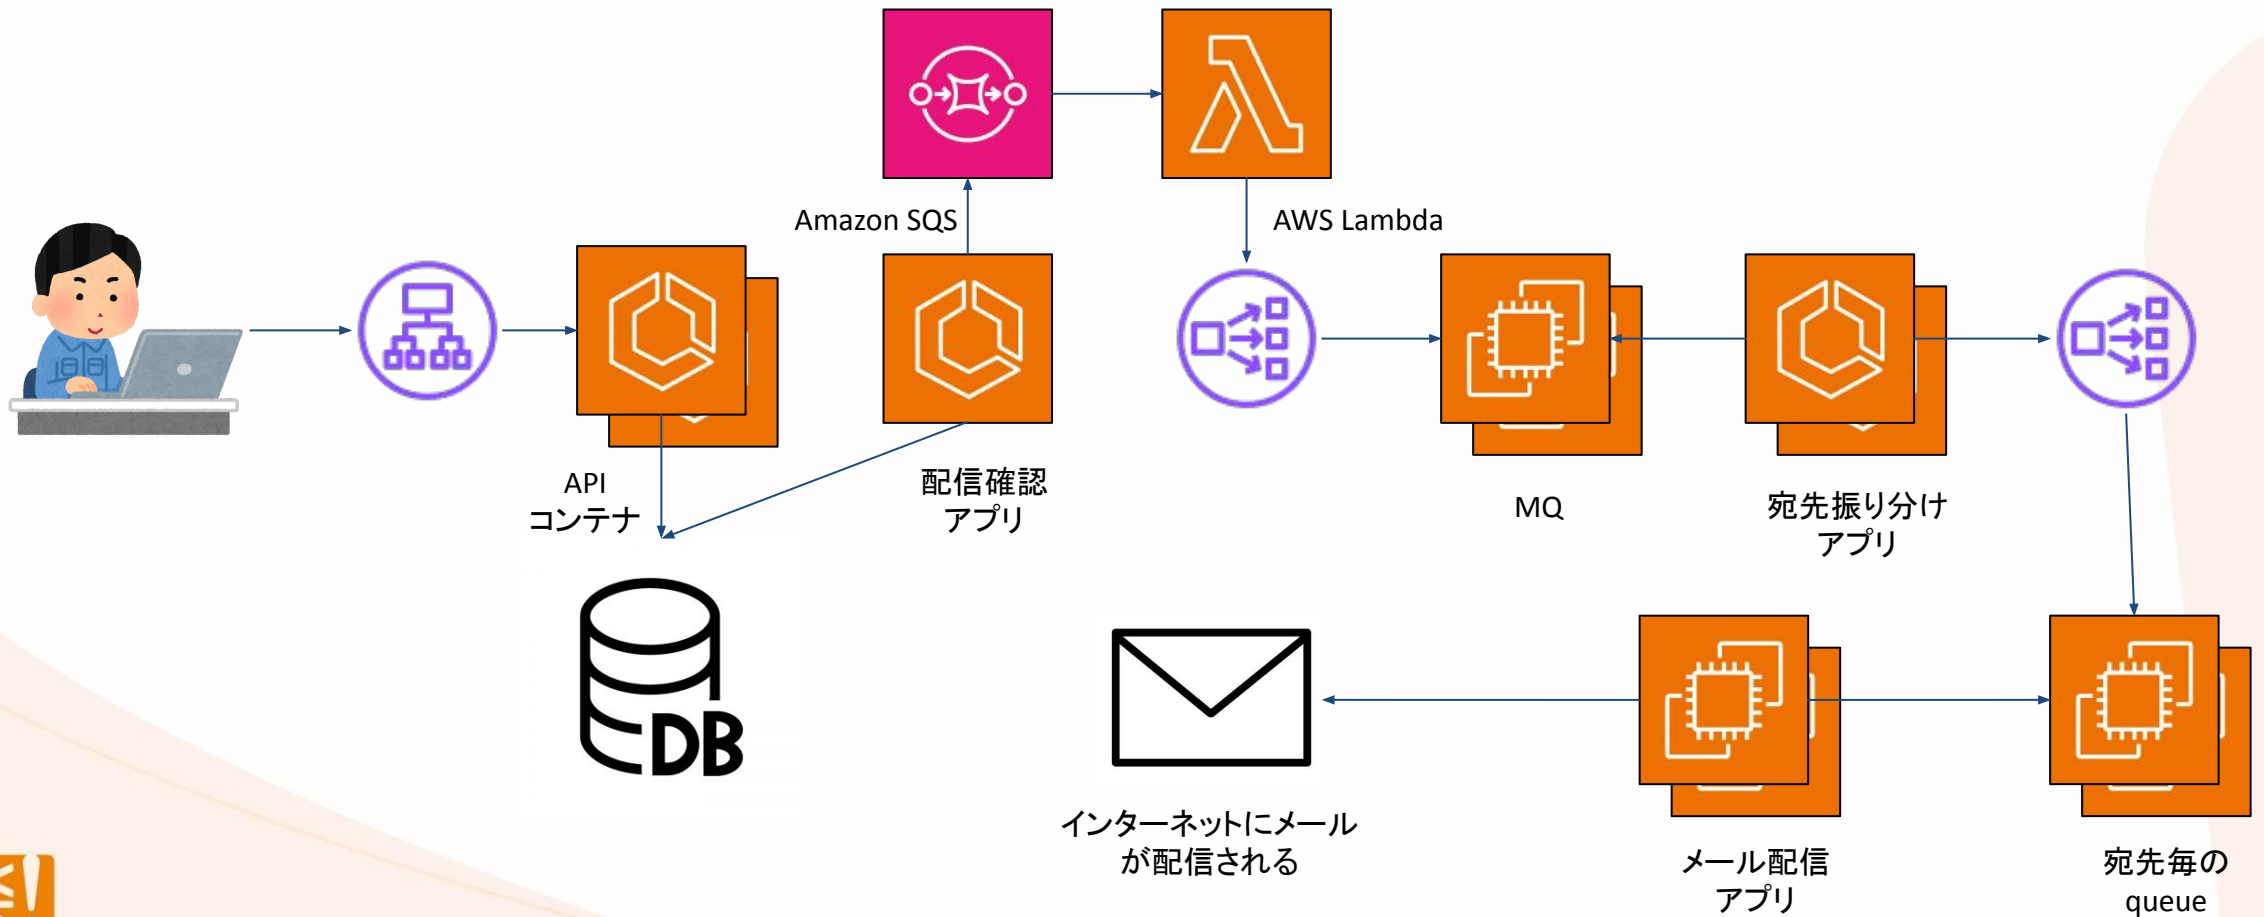 Amazon SQS
AWS Lambda
API
コンテナ
配信確認
アプリ
MQ
宛先振り分け
アプリ
DB
インターネットにメール
が配信される
メール配信
アプリ
宛先毎の
queue